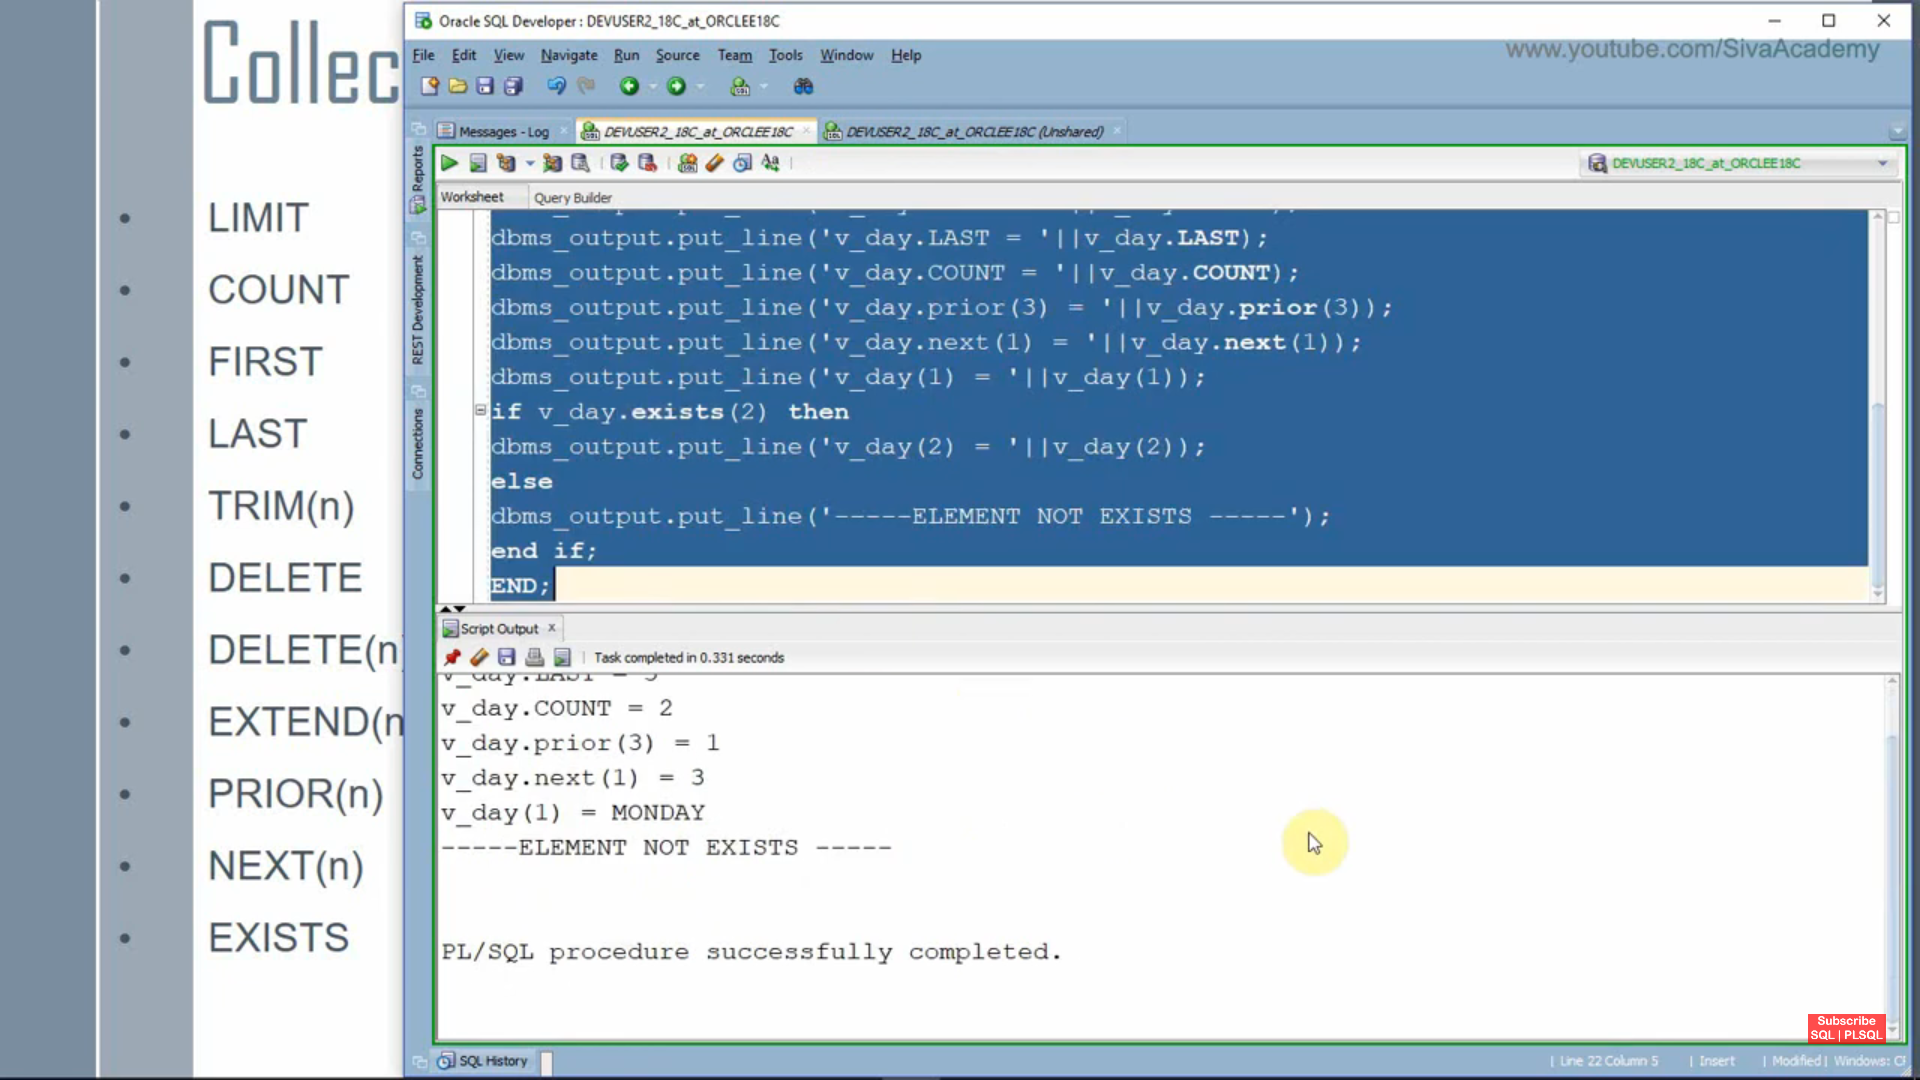 Collec
LIMIT
COUNT
FIRST
LAST
TRIM(n)
DELETE
DELETE(n)
EXTEND(n
PRIOR(n)
NEXT(n)
EXISTS
Oracle SQL Developer : DEVUSER2_18C_at_ORCLEE18C
File Edit View Navigate Run Source Team Tools Window Help
www.youtube.com/SivaAcademy
Messages - Log
DEVUSER2_18C_at_ORCLEE18C
DEVUSER2_18C_at_ORCLEE18C (Unshared)
DEVUSER2_18C_at_ORCLEE18C
Reports
REST Development
Connections
Worksheet Query Builder
dbms_output.put_line('v_day.LAST = '||v_day.LAST);
dbms_output.put_line('v_day.COUNT = '||v_day.COUNT);
dbms_output.put_line('v_day.prior(3) = '||v_day.prior(3));
dbms_output.put_line('v_day.next(1) = '||v_day.next(1));
dbms_output.put_line('v_day(1) = '||v_day(1));
if v_day.exists(2) then
dbms_output.put_line('v_day(2) = '||v_day(2));
else
dbms_output.put_line('-----ELEMENT NOT EXISTS -----');
end if;
END;
Script Output
Task completed in 0.331 seconds
v_day.LAST = 3
v_day.COUNT = 2
v_day.prior(3) = 1
v_day.next(1) = 3
v_day(1) = MONDAY
-----ELEMENT NOT EXISTS -----
PL/SQL procedure successfully completed.
Subscribe
SQL | PLSQL
SQL History
Line 22 Column 5 | Insert | Modified | Windows: CF